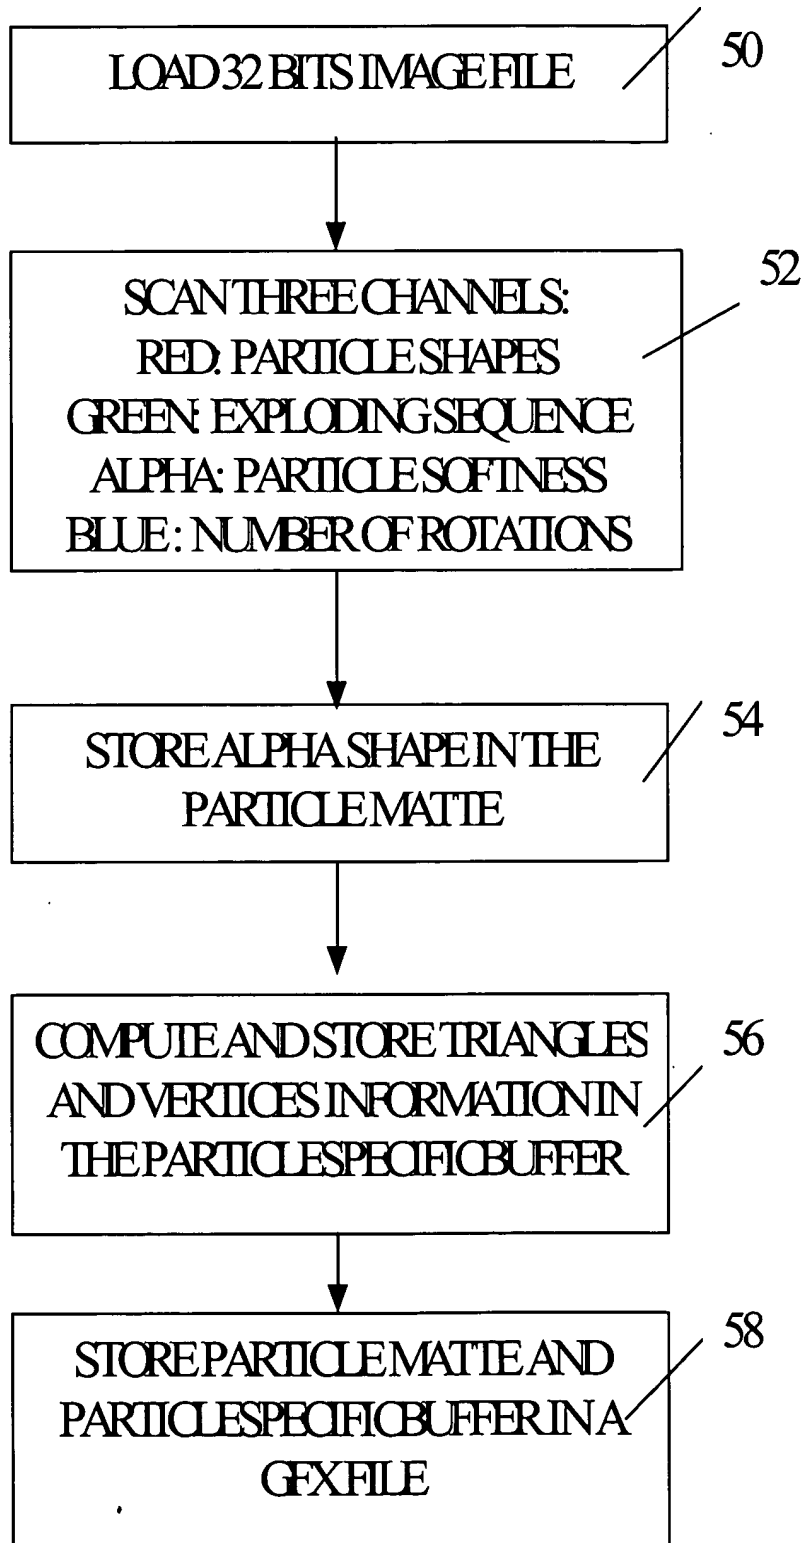 LOAD 32 BITS IMAGE FILE
50
SCAN THREE CHANNELS:
RED: PARTICLE SHAPES
GREEN: EXPLODING SEQUENCE
ALPHA: PARTICLE SOFTNESS
BLUE : NUMBER OF ROTATIONS
52
STORE ALPHA SHAPE IN THE
PARTICLE MATTE
54
COMPUTE AND STORE TRIANGLES
AND VERTICES INFORMATION IN
THE PARTICLE SPECIFIC BUFFER
56
STORE PARTICLE MATTE AND
PARTICLE SPECIFIC BUFFER IN A
GFX FILE
58